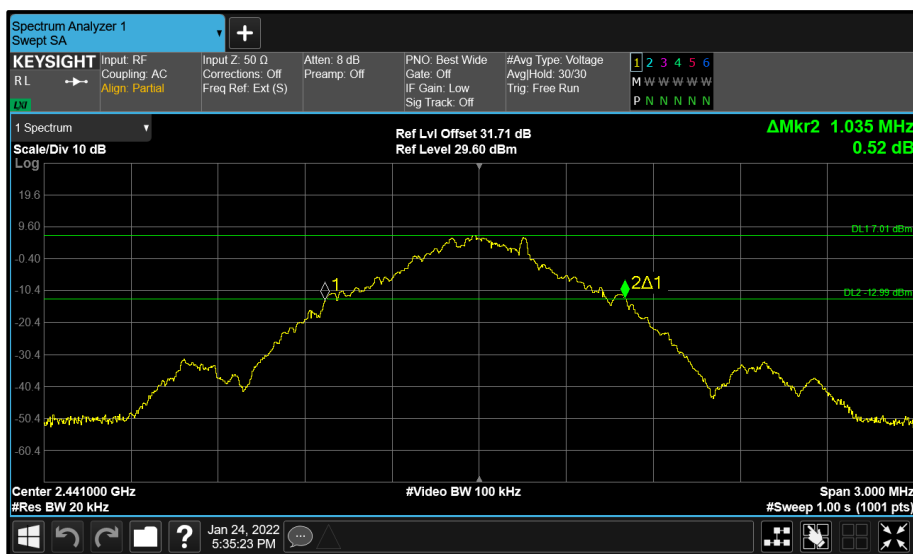 Spectrum Analyzer 1
Swept SA
KEYSIGHT
R L
LXI
Input: RF
Coupling: AC
Align: Partial
Input Z: 50 Ω
Corrections: Off
Freq Ref: Ext (S)
Atten: 8 dB
Preamp: Off
PNO: Best Wide
Gate: Off
IF Gain: Low
Sig Track: Off
#Avg Type: Voltage
Avg|Hold: 30/30
Trig: Free Run
1 2 3 4 5 6
M W W W W W
P N N N N N
1 Spectrum
Scale/Div 10 dB
Log
Ref Lvl Offset 31.71 dB
Ref Level 29.60 dBm
ΔMkr2 1.035 MHz
0.52 dB
19.6
9.60
DL1 7.01 dBm
-0.40
-10.4
1
2Δ1
DL2 -12.99 dBm
-20.4
-30.4
-40.4
-50.4
-60.4
Center 2.441000 GHz
#Video BW 100 kHz
Span 3.000 MHz
#Res BW 20 kHz
#Sweep 1.00 s (1001 pts)
Jan 24, 2022
5:35:23 PM